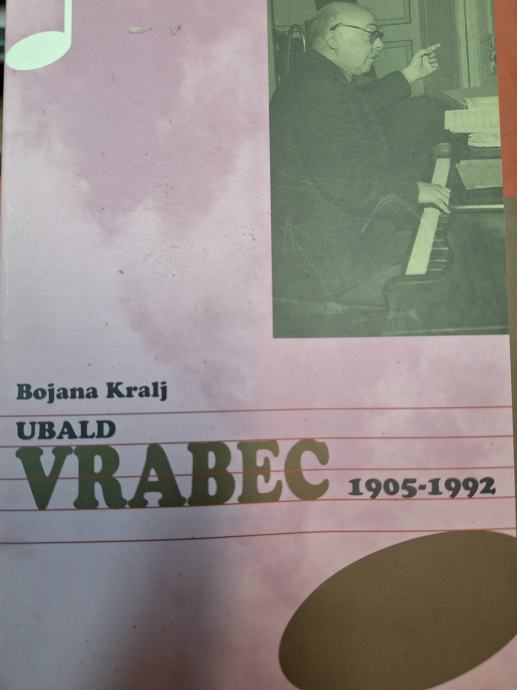 Bojana Kralj
UBALD
VRABEC 1905-1992